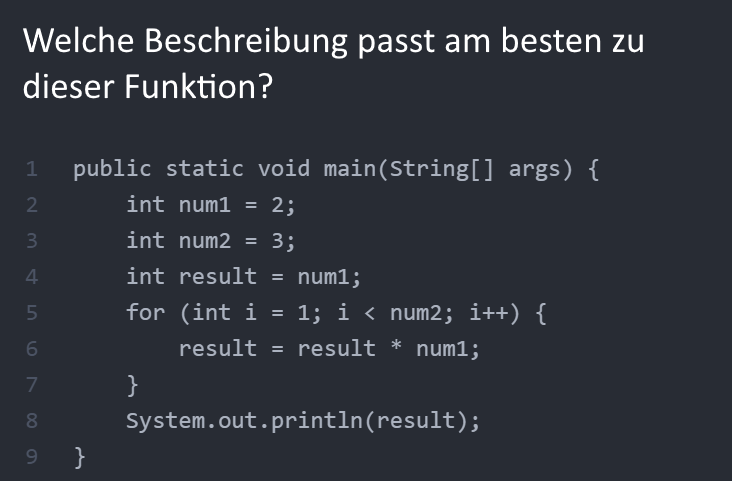 Welche Beschreibung passt am besten zu
dieser Funktion?
1 public static void main(String[] args) {
2     int num1 = 2;
3     int num2 = 3;
4     int result = num1;
5     for (int i = 1; i < num2; i++) {
6         result = result * num1;
7     }
8     System.out.println(result);
9 }